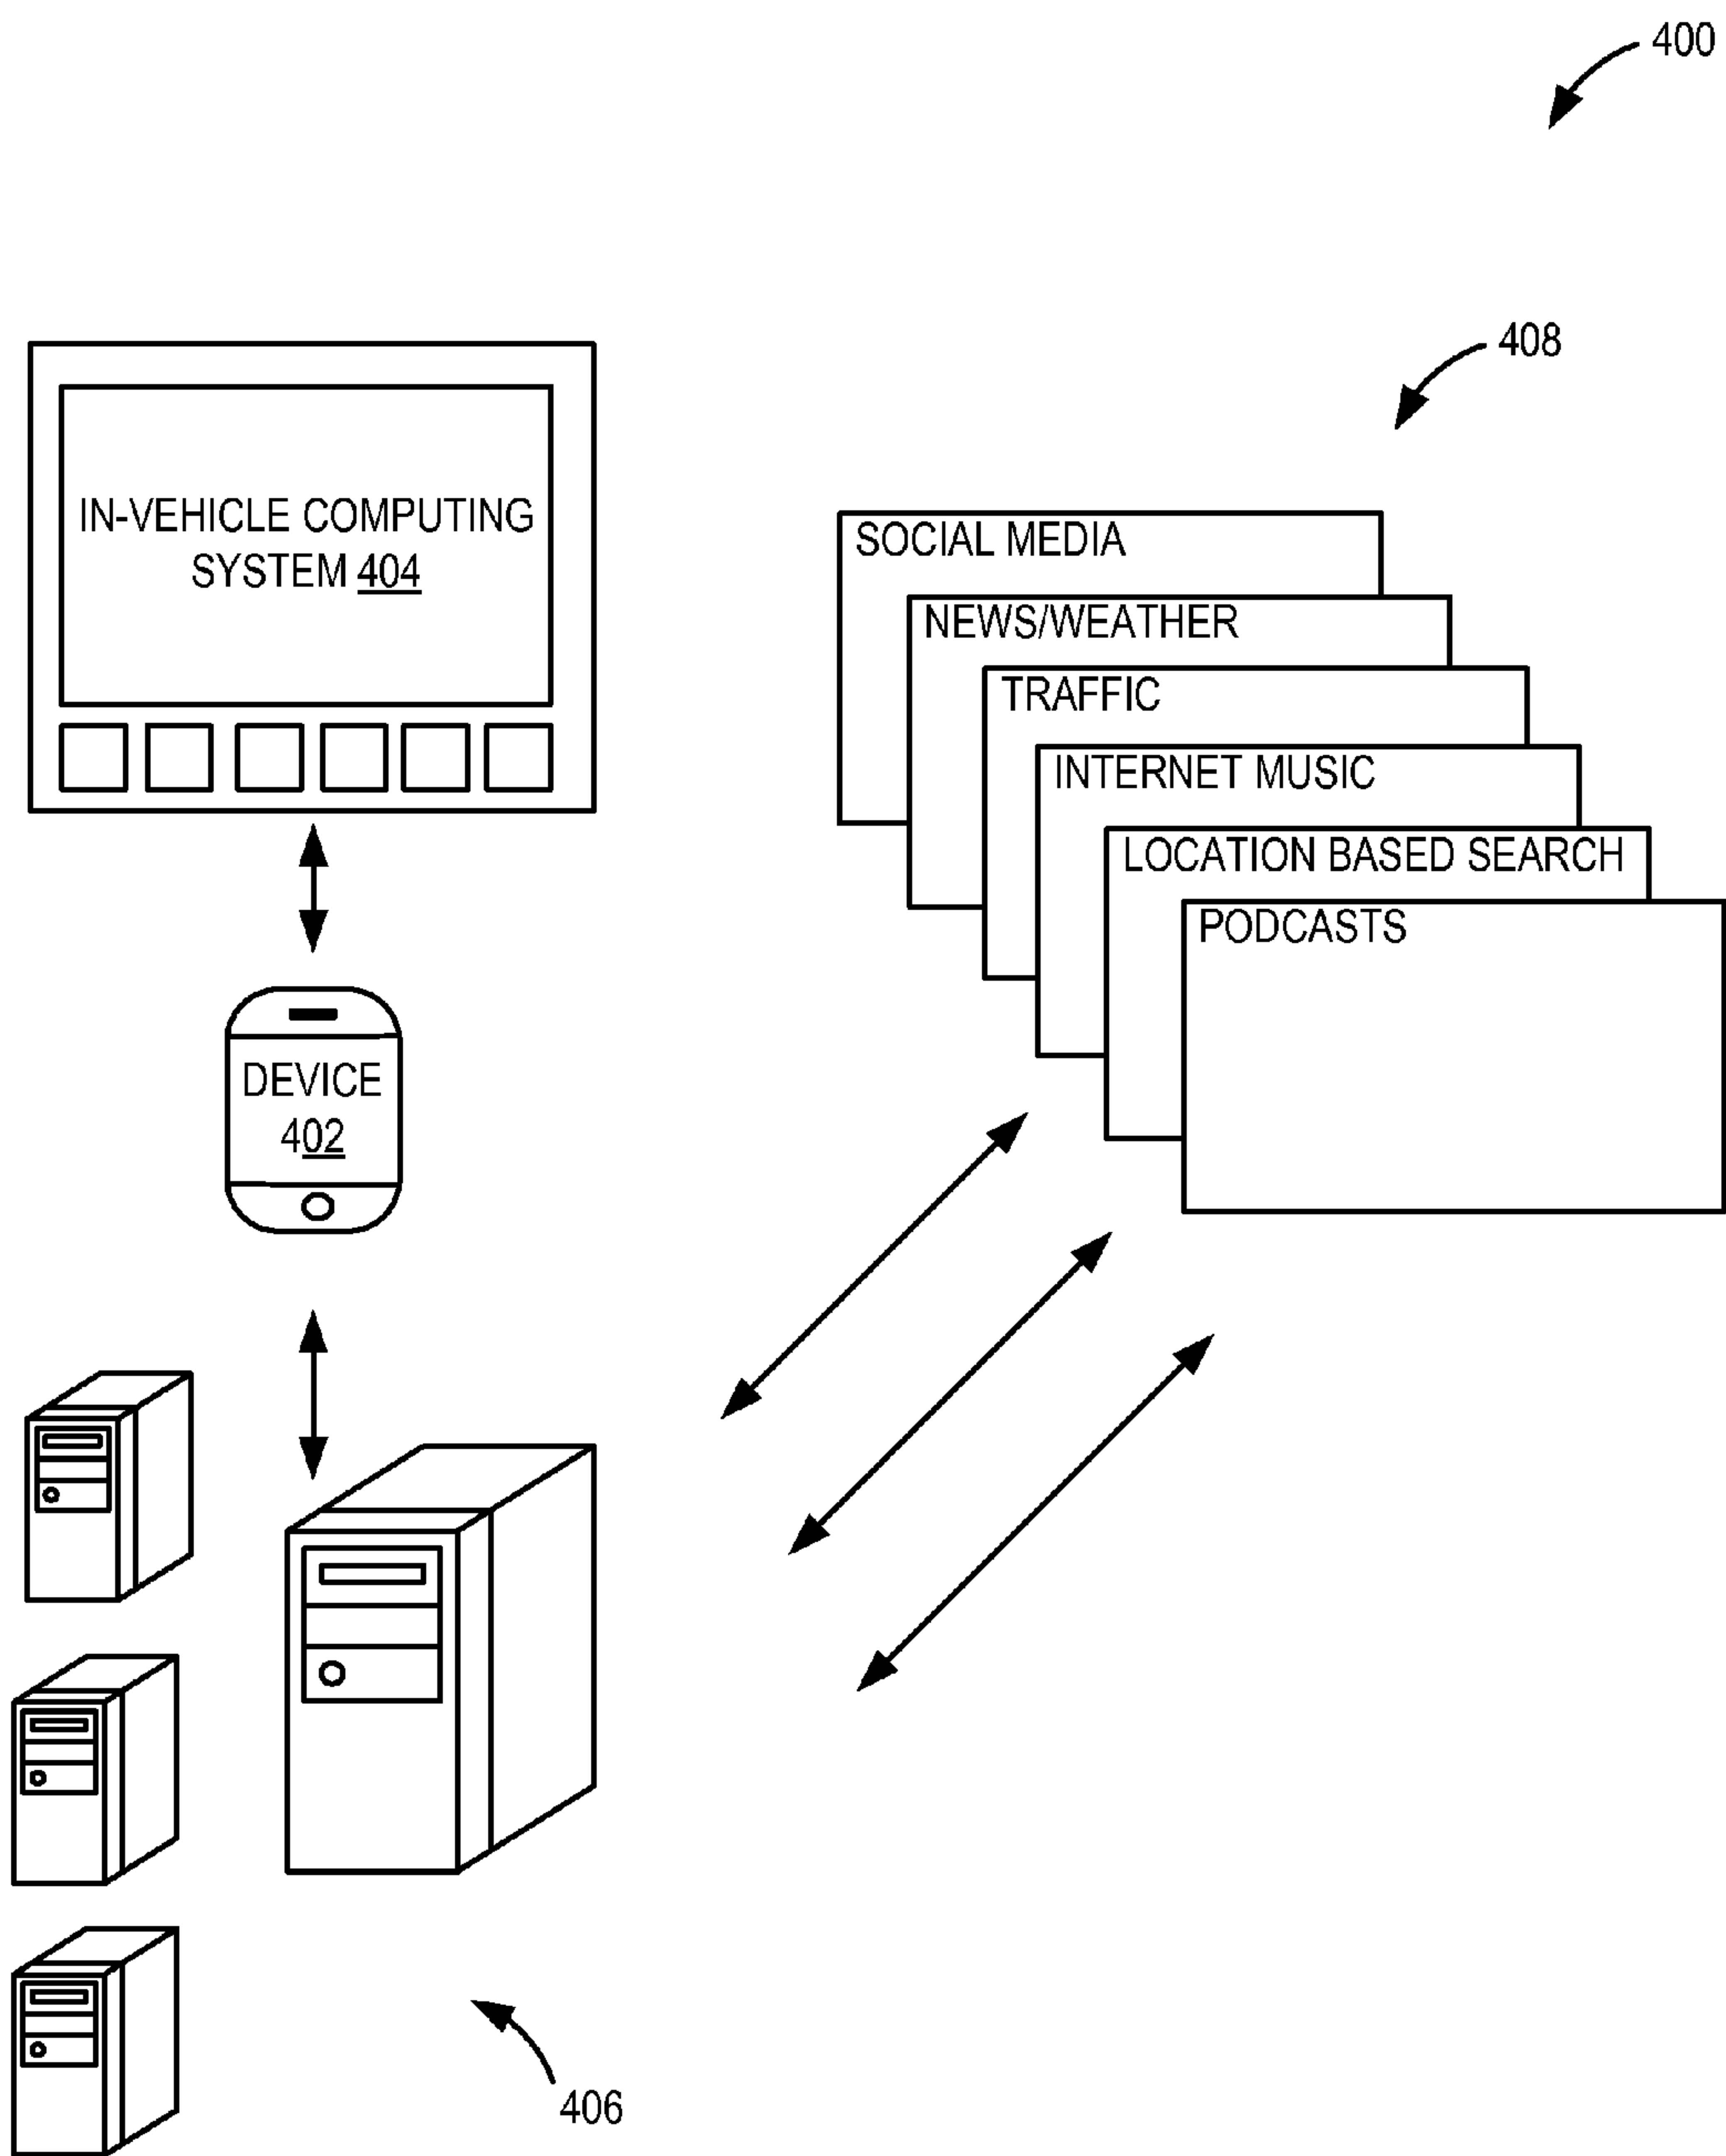 400
408
IN-VEHICLE COMPUTING
SYSTEM 404
SOCIAL MEDIA
NEWS/WEATHER
TRAFFIC
INTERNET MUSIC
LOCATION BASED SEARCH
PODCASTS
DEVICE
402
406